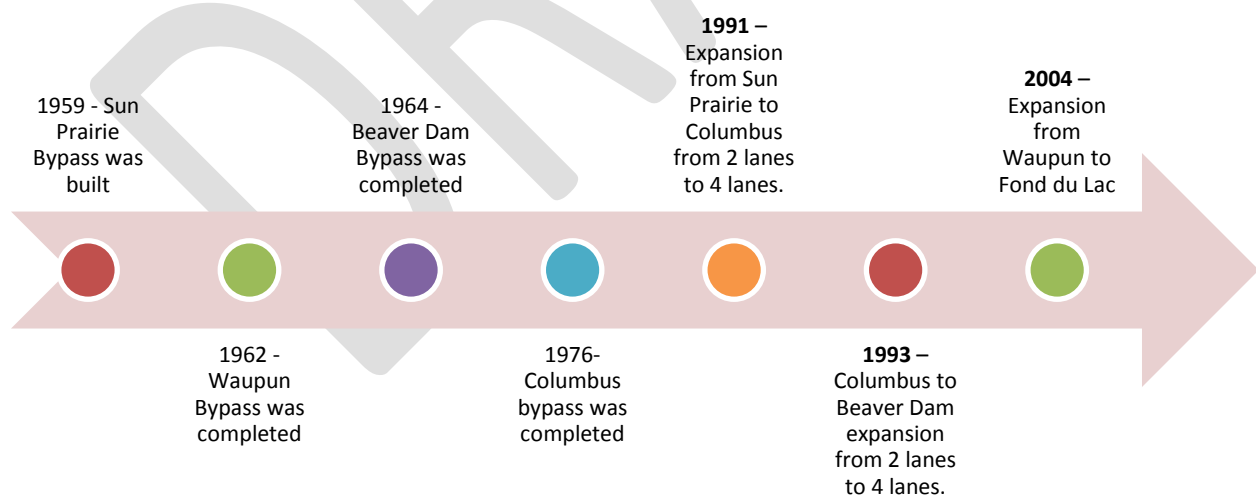 1959 - Sun
Prairie
Bypass was
built
1962 -
Waupun
Bypass was
completed
1964 -
Beaver Dam
Bypass was
completed
1976-
Columbus
bypass was
completed
1991 –
Expansion
from Sun
Prairie to
Columbus
from 2 lanes
to 4 lanes.
1993 –
Columbus to
Beaver Dam
expansion
from 2 lanes
to 4 lanes.
2004 –
Expansion
from
Waupun to
Fond du Lac